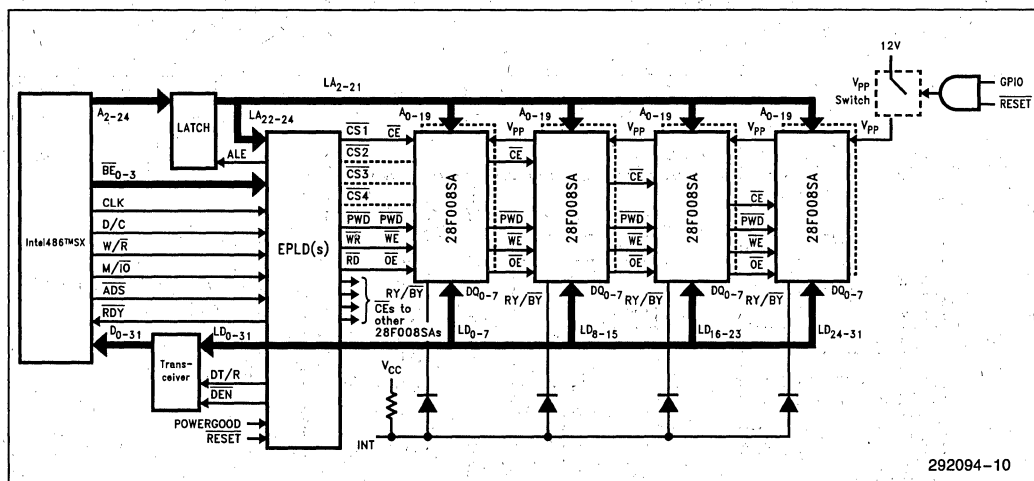 12V
LA2-21
VPP
Switch
GPIO
RESET
A2-24
LATCH
LA22-24
A0-19
VPP
A0-19
VPP
A0-19
VPP
A0-19
VPP
CS1
CE
ALE
CS2
CE
BE0-3
CS3
CE
CS4
CE
CLK
D/C
W/R
M/IO
ADS
RDY
Intel486™SX
EPLD(s)
28F008SA
28F008SA
28F008SA
28F008SA
PWD
PWD
PWD
PWD
PWD
WR
WE
WE
WE
WE
RD
OE
OE
OE
OE
RY/BY
DQ0-7
RY/BY
DQ0-7
RY/BY
DQ0-7
RY/BY
DQ0-7
CEs to
other
28F008SAs
D0-31
LD0-31
LD0-7
LD8-15
LD16-23
LD24-31
Trans-
ceiver
DT/R
DEN
VCC
POWERGOOD
RESET
INT
292094-10